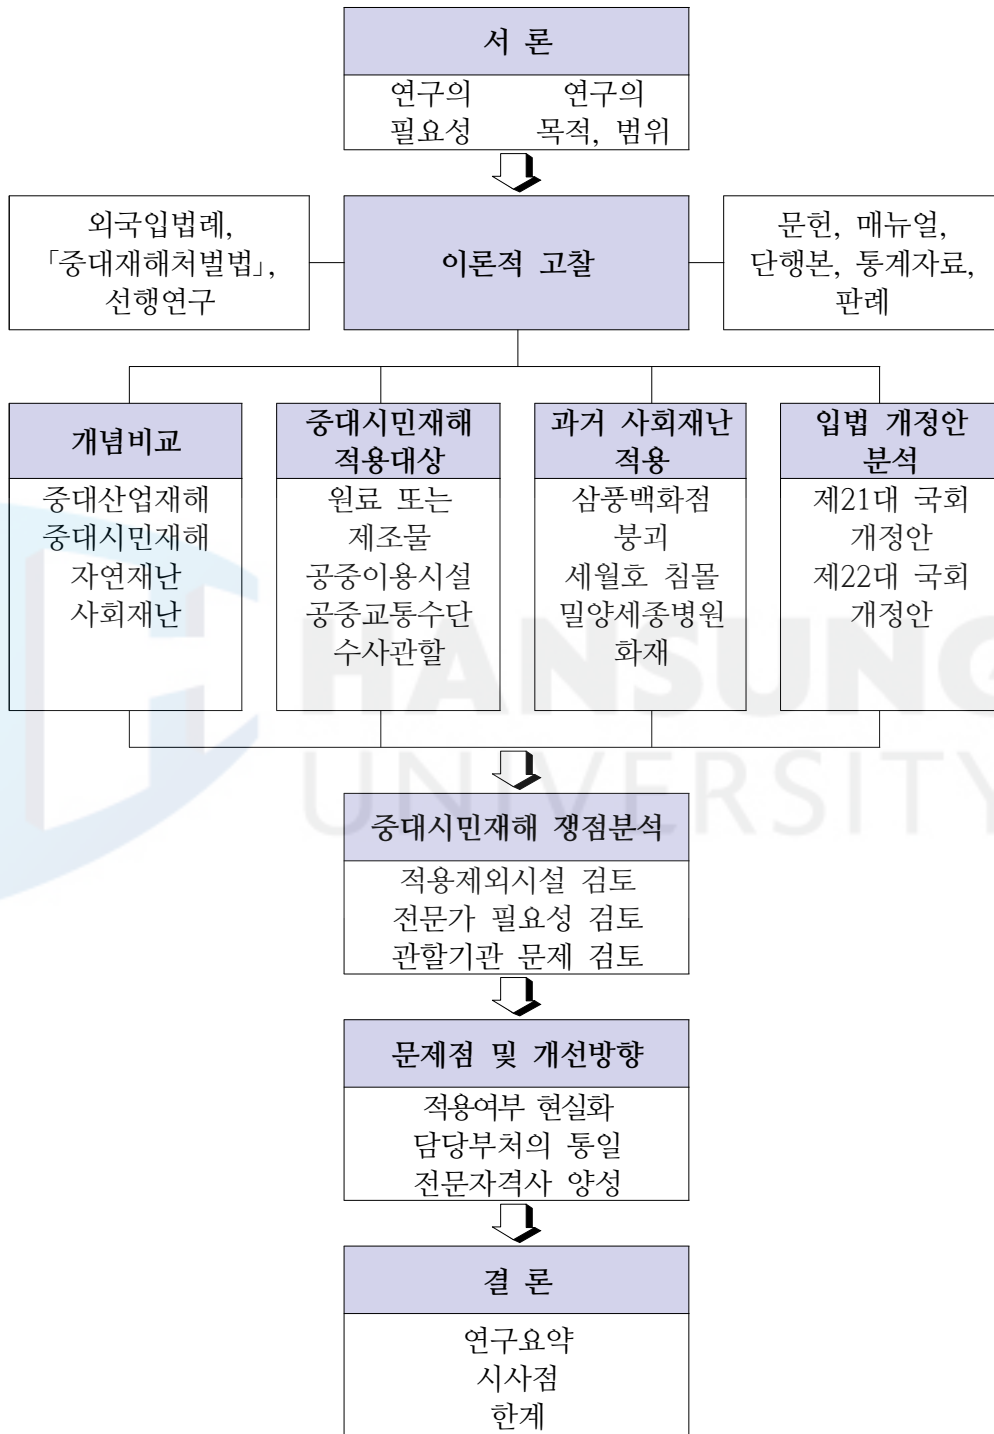 서 론
연구의 연구의
필요성 목적, 범위
외국입법례,
「중대재해처벌법」,
선행연구
이론적 고찰
문헌, 매뉴얼,
단행본, 통계자료,
판례
개념비교
중대산업재해
중대시민재해
자연재난
사회재난
중대시민재해
적용대상
원료 또는
제조물
공중이용시설
공중교통수단
수사관할
과거 사회재난
적용
삼풍백화점
붕괴
세월호 침몰
밀양세종병원
화재
입법 개정안
분석
제21대 국회
개정안
제22대 국회
개정안
HANSUNG
UNIVERSITY
중대시민재해 쟁점분석
적용제외시설 검토
전문가 필요성 검토
관할기관 문제 검토
문제점 및 개선방향
적용여부 현실화
담당부처의 통일
전문자격사 양성
결 론
연구요약
시사점
한계